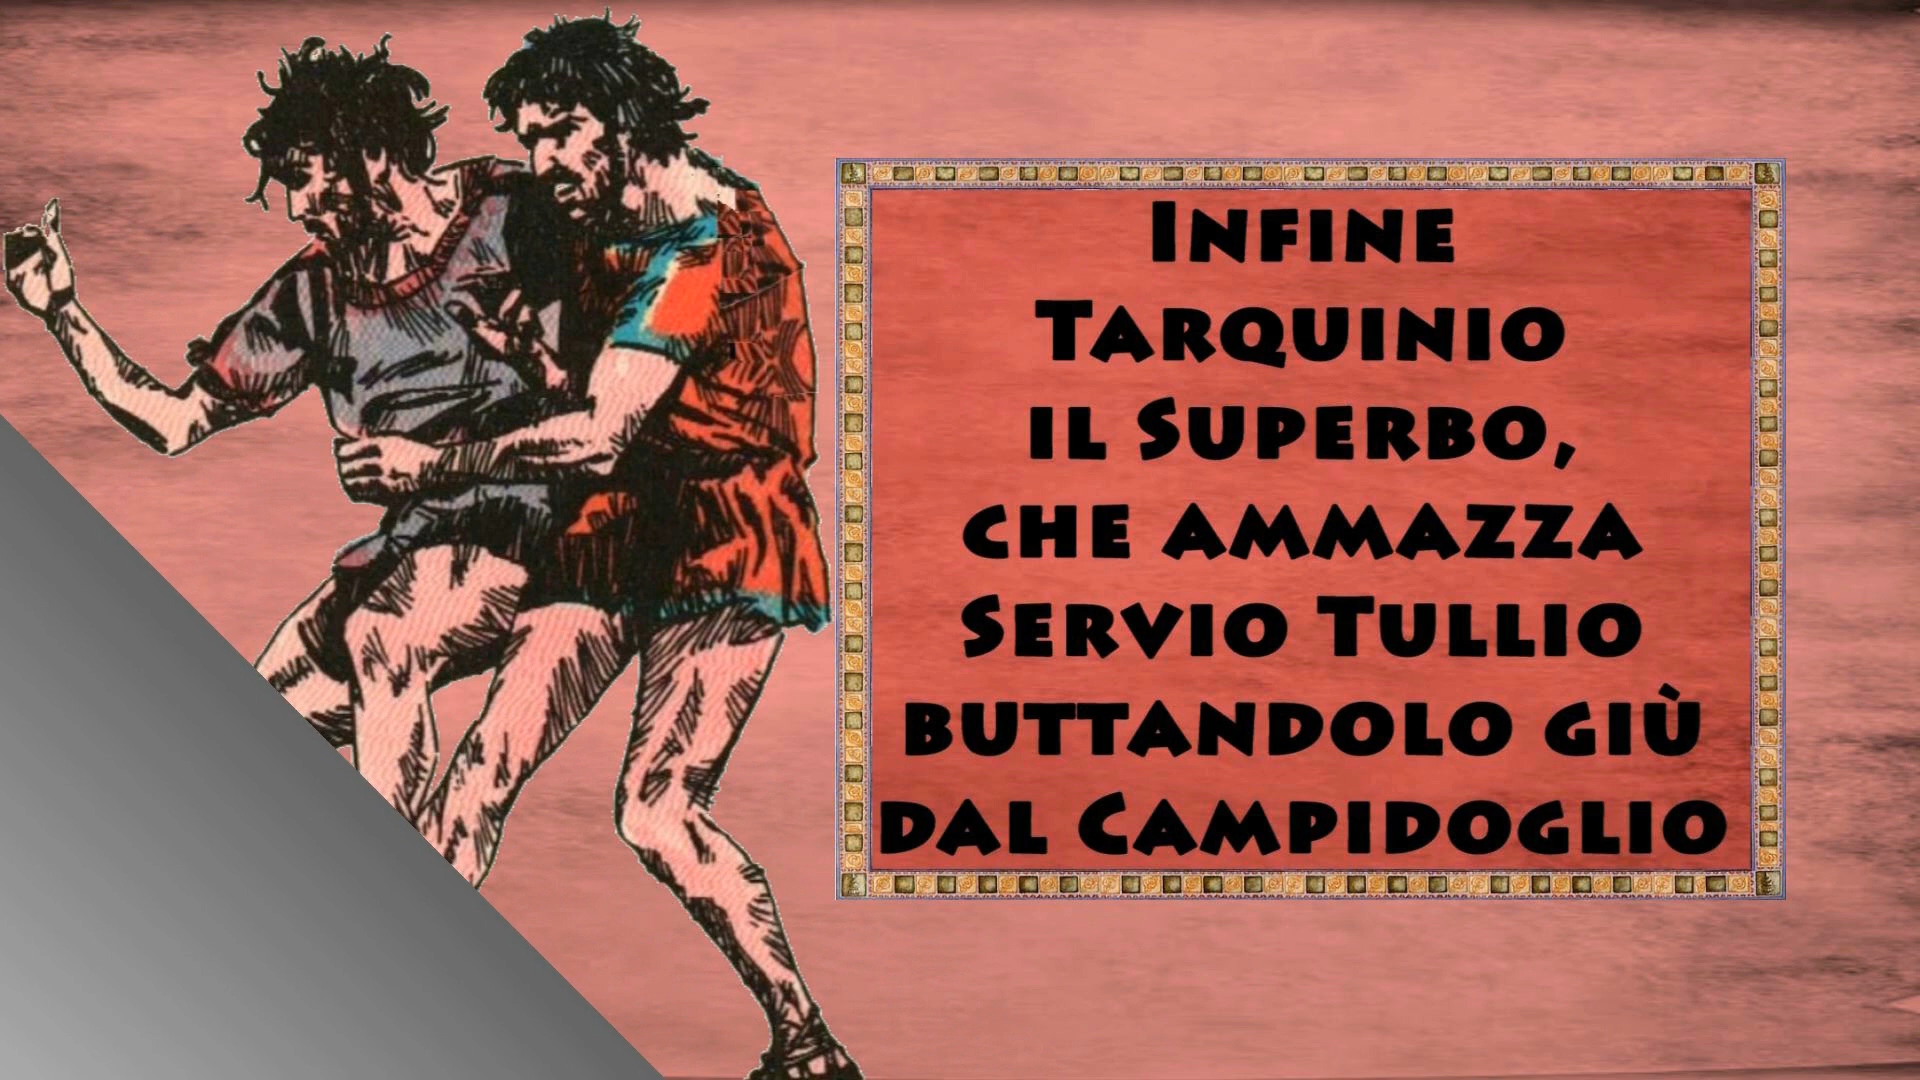 Infine
Tarquinio
il Superbo,
che ammazza
Servio Tullio
buttandolo giù
dal Campidoglio